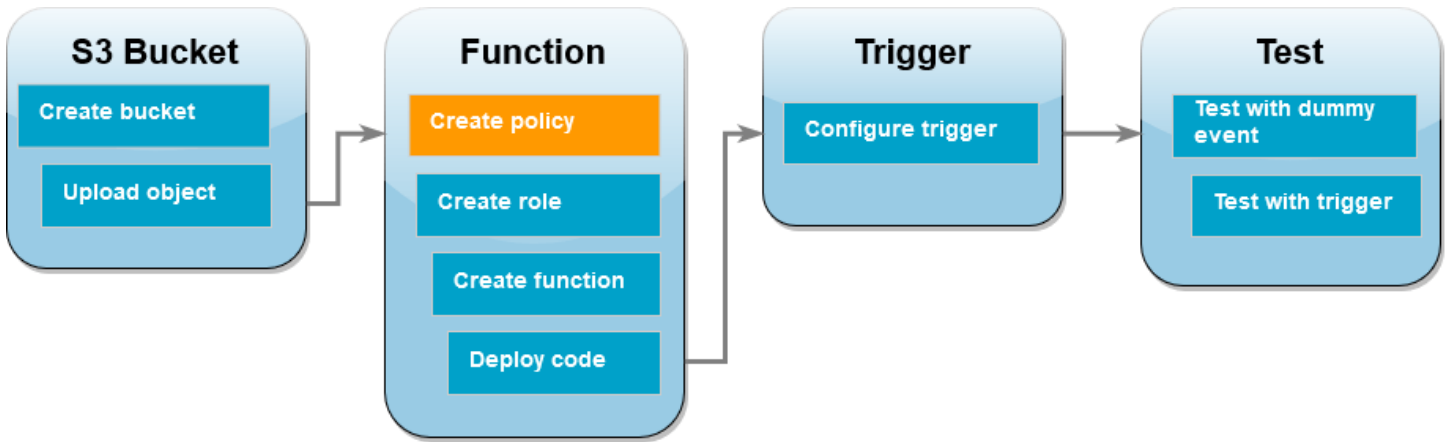 S3 Bucket
Create bucket
Upload object
Function
Create policy
Create role
Create function
Deploy code
Trigger
Configure trigger
Test
Test with dummy
event
Test with trigger